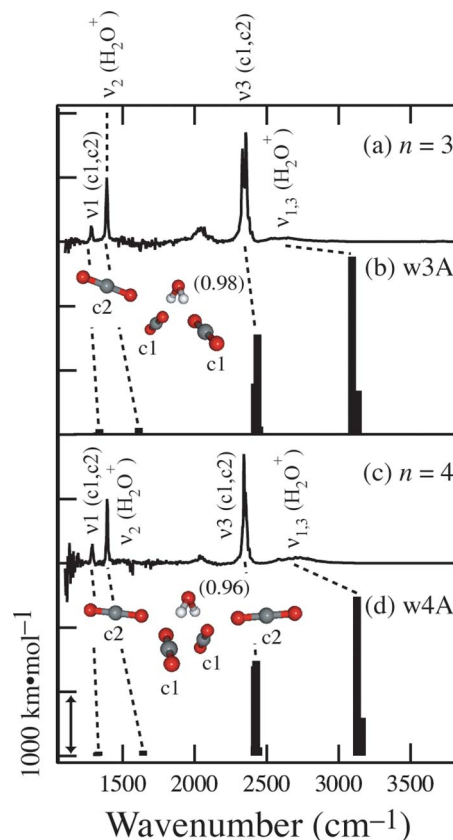 ν₂ (H₂O⁺)
ν3 (c1,c2)
(a) n = 3
ν1 (c1,c2)
ν₁,₃ (H₂O⁺)
(b) w3A
(0.98)
c2
c1
c1
(c) n = 4
ν1 (c1,c2)
ν₂ (H₂O⁺)
ν3 (c1,c2)
ν₁,₃ (H₂O⁺)
(d) w4A
(0.96)
c2
c2
c1
c1
1000 km•mol⁻¹
1500 2000 2500 3000 3500
Wavenumber (cm⁻¹)